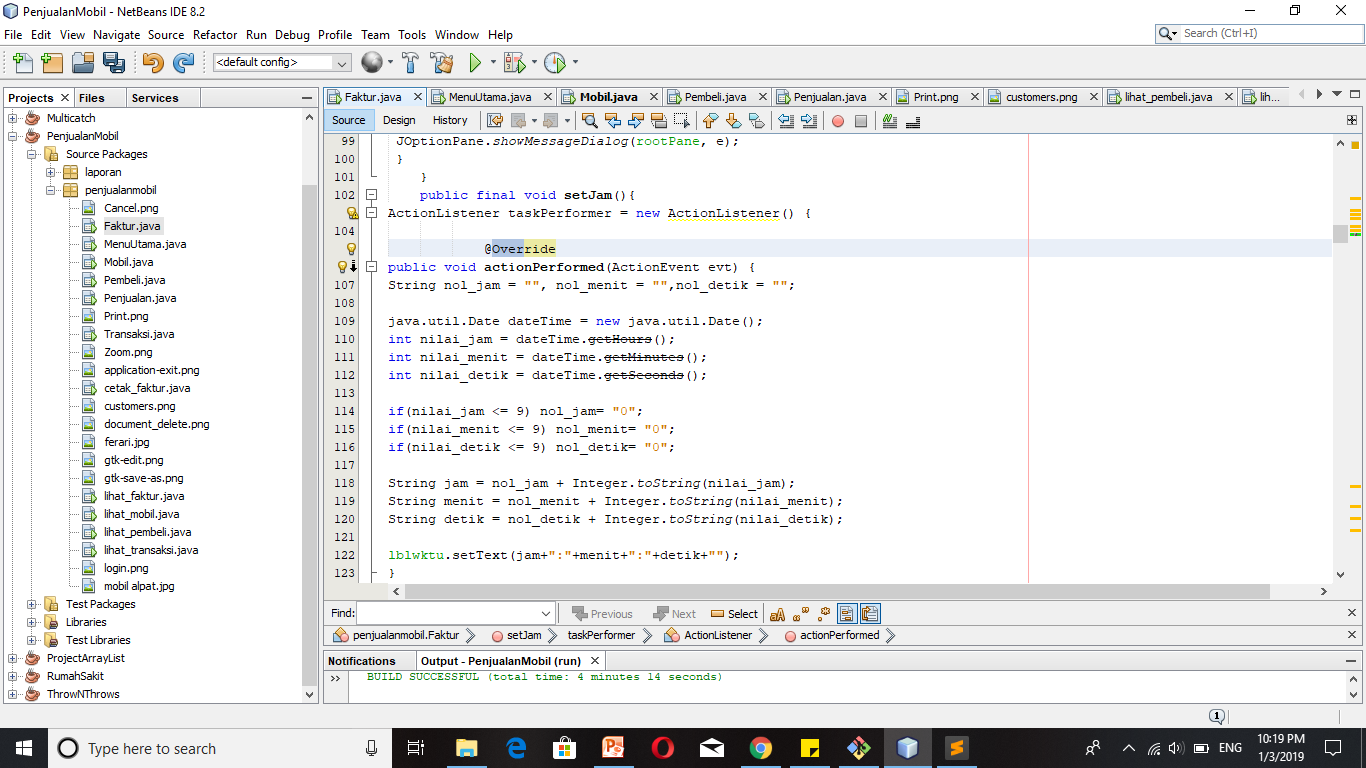 PenjualanMobil - NetBeans IDE 8.2
File Edit View Navigate Source Refactor Run Debug Profile Team Tools Window Help
Search (Ctrl+I)
<default config>
Projects Files Services
Multicatch
PenjualanMobil
Source Packages
laporan
penjualanmobil
Cancel.png
Faktur.java
MenuUtama.java
Mobil.java
Pembeli.java
Penjualan.java
Print.png
Transaksi.java
Zoom.png
application-exit.png
cetak_faktur.java
customers.png
document_delete.png
ferari.jpg
gtk-edit.png
gtk-save-as.png
lihat_faktur.java
lihat_mobil.java
lihat_pembeli.java
lihat_transaksi.java
login.png
mobil alpat.jpg
Test Packages
Libraries
Test Libraries
ProjectArrayList
RumahSakit
ThrowNThrows
Faktur.java MenuUtama.java Mobil.java Pembeli.java Penjualan.java Print.png customers.png lihat_pembeli.java lih...
Source Design History
99 JOptionPane.showMessageDialog(rootPane, e);
100 }
101 }
102 public final void setJam(){
ActionListener taskPerformer = new ActionListener() {
104
@Override
public void actionPerformed(ActionEvent evt) {
107 String nol_jam = "", nol_menit = "",nol_detik = "";
108
109 java.util.Date dateTime = new java.util.Date();
110 int nilai_jam = dateTime.getHours();
111 int nilai_menit = dateTime.getMinutes();
112 int nilai_detik = dateTime.getSeconds();
113
114 if(nilai_jam <= 9) nol_jam= "0";
115 if(nilai_menit <= 9) nol_menit= "0";
116 if(nilai_detik <= 9) nol_detik= "0";
117
118 String jam = nol_jam + Integer.toString(nilai_jam);
119 String menit = nol_menit + Integer.toString(nilai_menit);
120 String detik = nol_detik + Integer.toString(nilai_detik);
121
122 lblwktu.setText(jam+":"+menit+":"+detik+"");
123 }
Find: Previous Next Select
penjualanmobil.Faktur setJam taskPerformer ActionListener actionPerformed
Notifications Output - PenjualanMobil (run)
BUILD SUCCESSFUL (total time: 4 minutes 14 seconds)
1
Type here to search
ENG
10:19 PM
1/3/2019